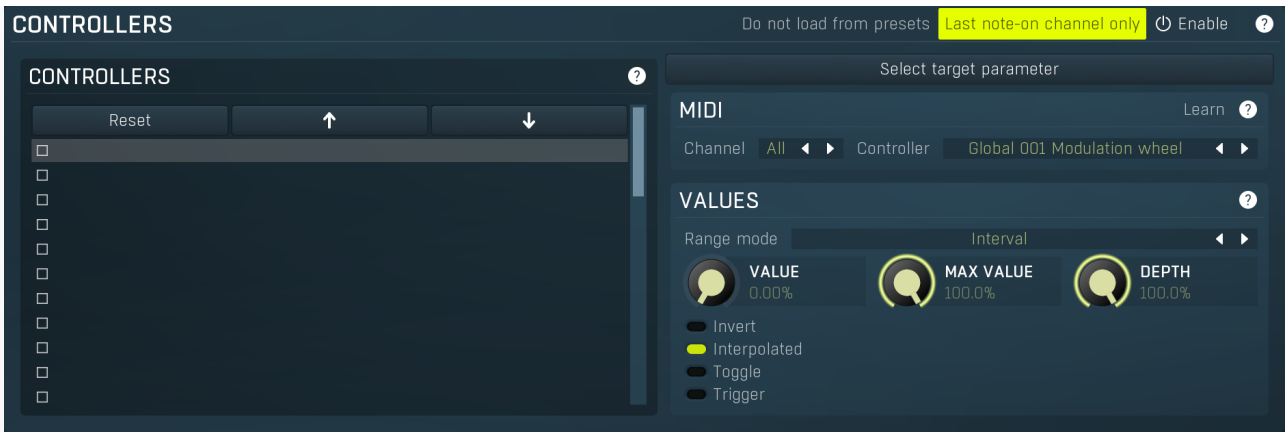 CONTROLLERS
Do not load from presets Last note-on channel only Enable ?
CONTROLLERS ?
Reset ↑ ↓
Select target parameter
MIDI Learn ?
Channel All Controller Global 001 Modulation wheel
VALUES ?
Range mode Interval
VALUE MAX VALUE DEPTH
0.00% 100.0% 100.0%
Invert
Interpolated
Toggle
Trigger